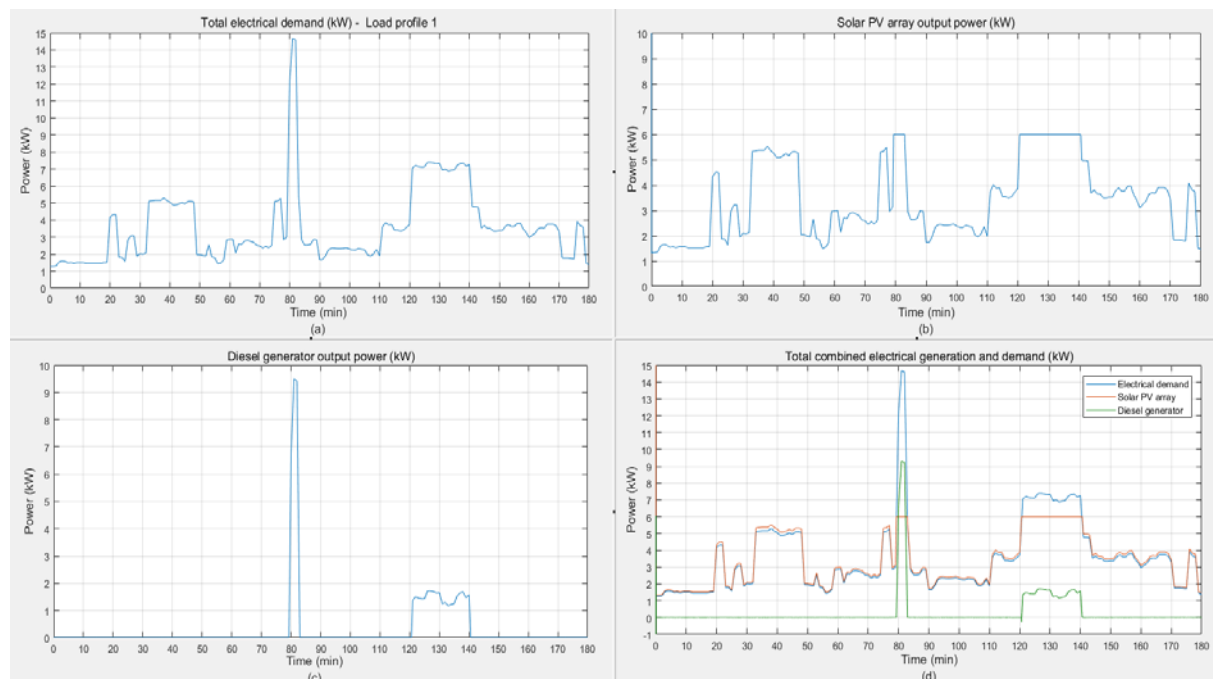 Total electrical demand (kW) - Load profile 1
15
14
13
12
11
10
9
8
7
6
5
4
3
2
1
0
Power (kW)
0 10 20 30 40 50 60 70 80 90 100 110 120 130 140 150 160 170 180
Time (min)
(a)
Solar PV array output power (kW)
10
9
8
7
6
5
4
3
2
1
0
Power (kW)
0 10 20 30 40 50 60 70 80 90 100 110 120 130 140 150 160 170 180
Time (min)
(b)
Diesel generator output power (kW)
10
9
8
7
6
5
4
3
2
1
0
Power (kW)
0 10 20 30 40 50 60 70 80 90 100 110 120 130 140 150 160 170 180
Time (min)
(c)
Total combined electrical generation and demand (kW)
15
14
13
12
11
10
9
8
7
6
5
4
3
2
1
0
-1
Power (kW)
Electrical demand
Solar PV array
Diesel generator
0 10 20 30 40 50 60 70 80 90 100 110 120 130 140 150 160 170 180
Time (min)
(d)